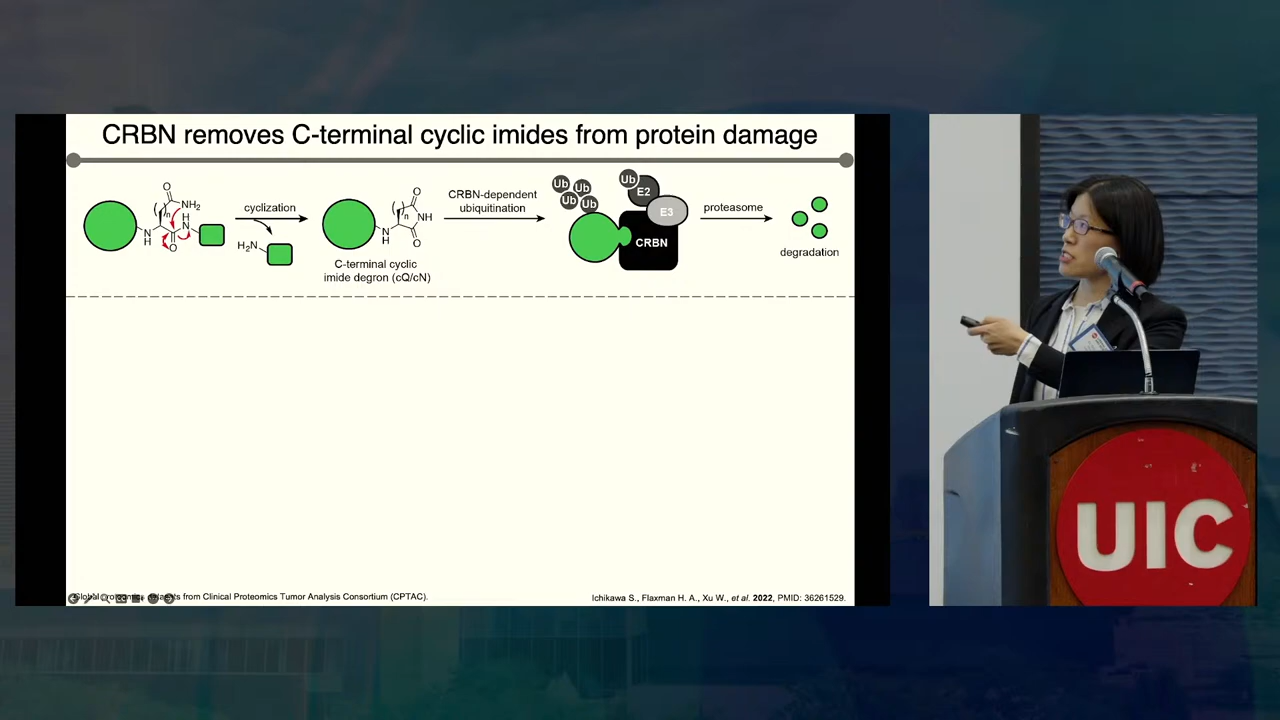 CRBN removes C-terminal cyclic imides from protein damage
O
NH₂
( )n
H
N
N
H
O
cyclization
H₂N
O
( )n
NH
N
H
O
C-terminal cyclic
imide degron (cQ/cN)
CRBN-dependent
ubiquitination
Ub
Ub
Ub
Ub
Ub
E2
E3
CRBN
proteasome
degradation
from Clinical Proteomics Tumor Analysis Consortium (CPTAC).
Ichikawa S., Flaxman H. A., Xu W., et al. 2022, PMID: 36261529.
UIC